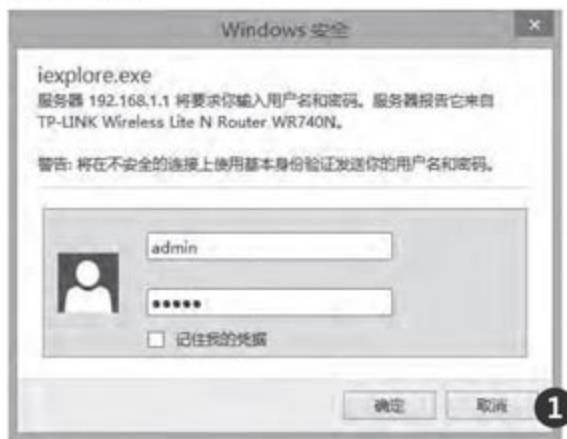 Windows 安全
iexplore.exe
服务器 192.168.1.1 将要求你输入用户名和密码。服务器报告它来自
TP-LINK Wireless Lite N Router WR740N。
警告: 将在不安全的连接上使用基本身份验证发送你的用户名和密码。
admin
●●●●●
记住我的凭据
确定 取消 1